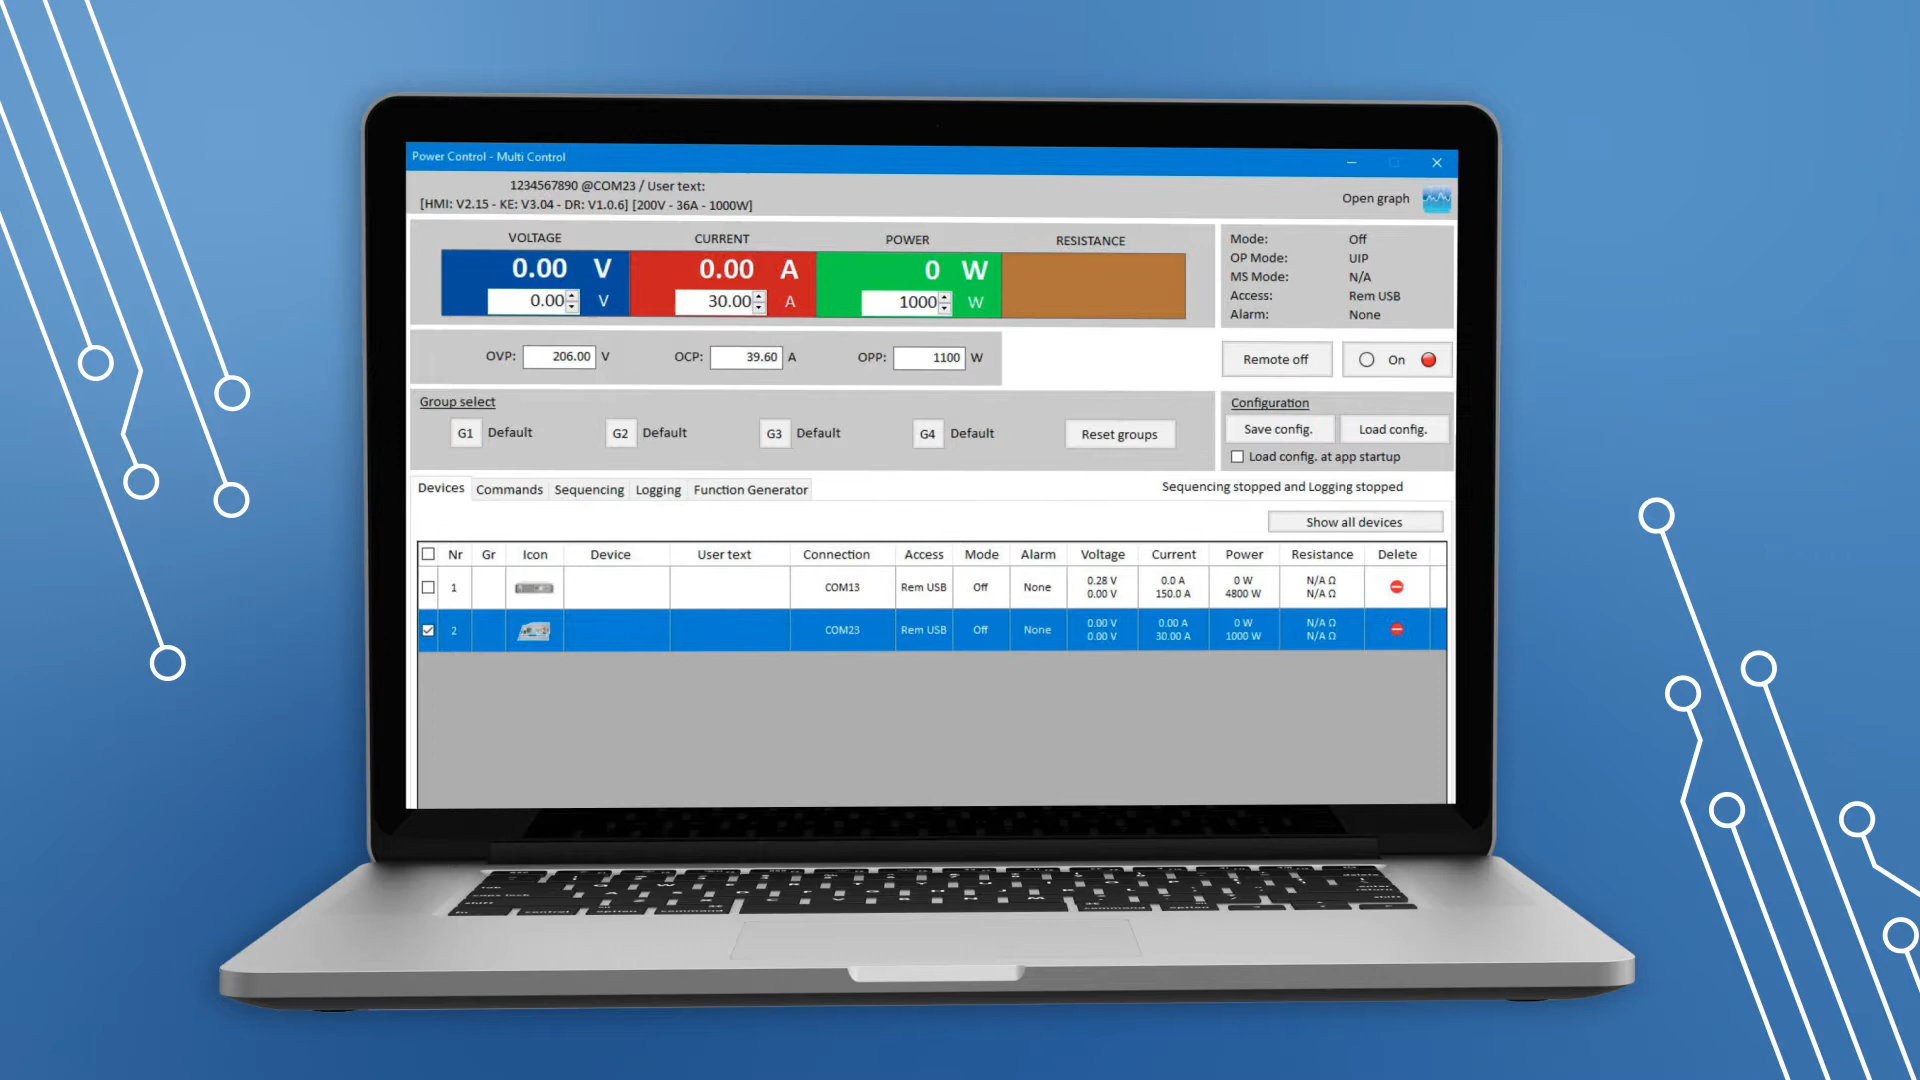 Power Control - Multi Control
1234567890 @COM23 / User text:
[HMI: V2.15 - KE: V3.04 - DR: V1.0.6] [200V - 36A - 1000W]
Open graph
VOLTAGE CURRENT POWER RESISTANCE
0.00 V 0.00 A 0 W
0.00 V 30.00 A 1000 W
Mode: Off
OP Mode: UIP
MS Mode: N/A
Access: Rem USB
Alarm: None
OVP: 206.00 V OCP: 39.60 A OPP: 1100 W
Remote off On
Group select
G1 Default G2 Default G3 Default G4 Default Reset groups
Configuration
Save config. Load config.
Load config. at app startup
Devices Commands Sequencing Logging Function Generator
Sequencing stopped and Logging stopped
Show all devices
Nr Gr Icon Device User text Connection Access Mode Alarm Voltage Current Power Resistance Delete
1 COM13 Rem USB Off None 0.28 V 0.0 A 0 W N/A Ω
0.00 V 150.0 A 4800 W N/A Ω
2 COM23 Rem USB Off None 0.00 V 0.00 A 0 W N/A Ω
0.00 V 30.00 A 1000 W N/A Ω